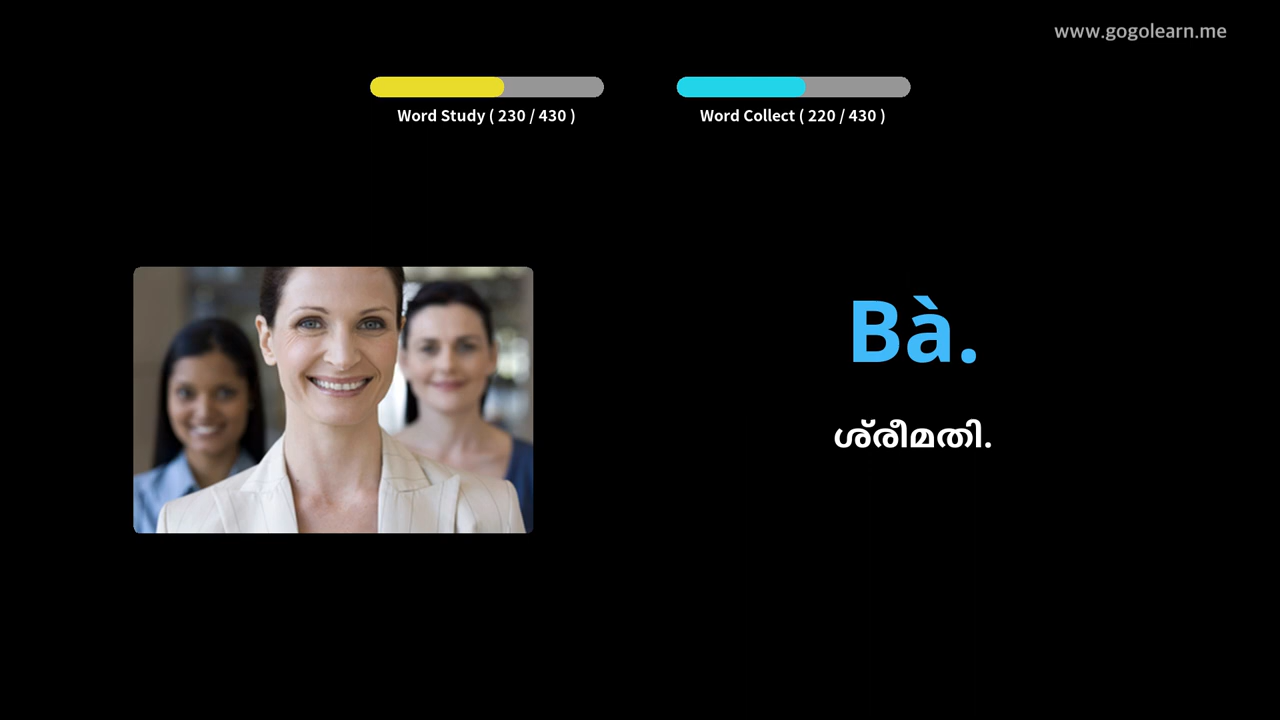 www.gogolearn.me
Word Study ( 230 / 430 )
Word Collect ( 220 / 430 )
Bà.
ശ്രീമതി.